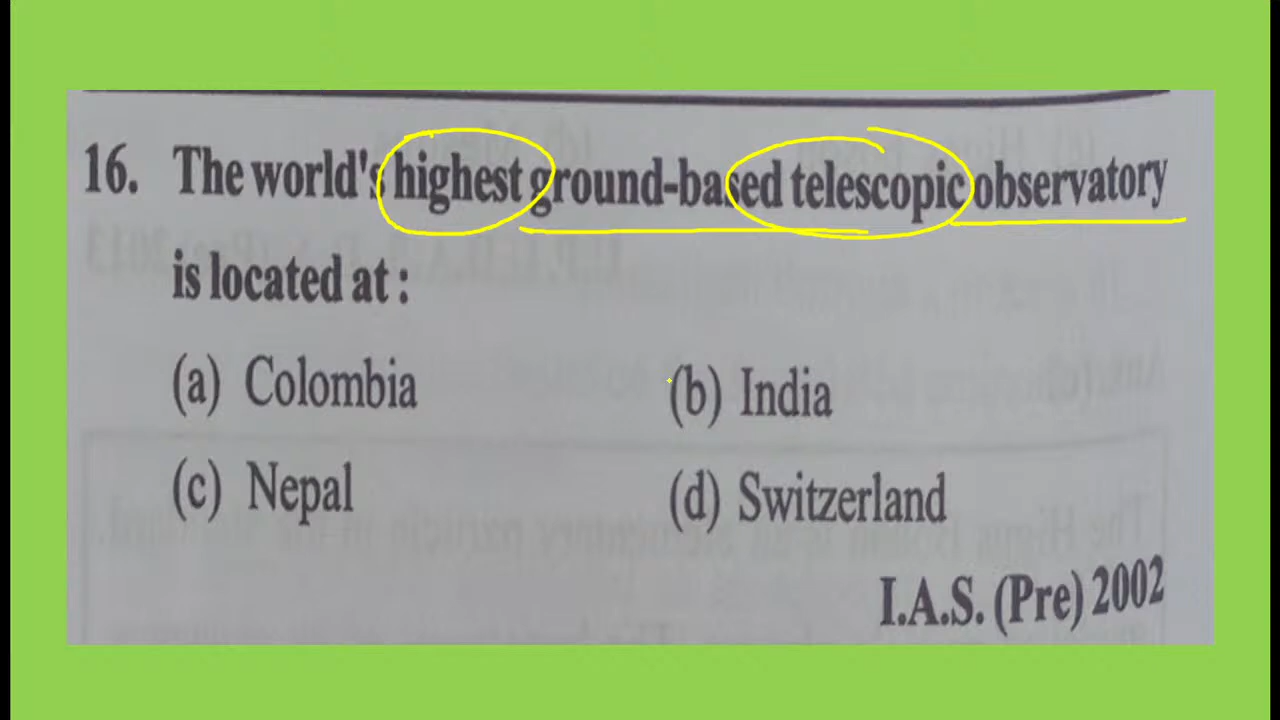 16. The world's highest ground-based telescopic observatory
is located at :
(a) Colombia (b) India
(c) Nepal (d) Switzerland
I.A.S. (Pre) 2002